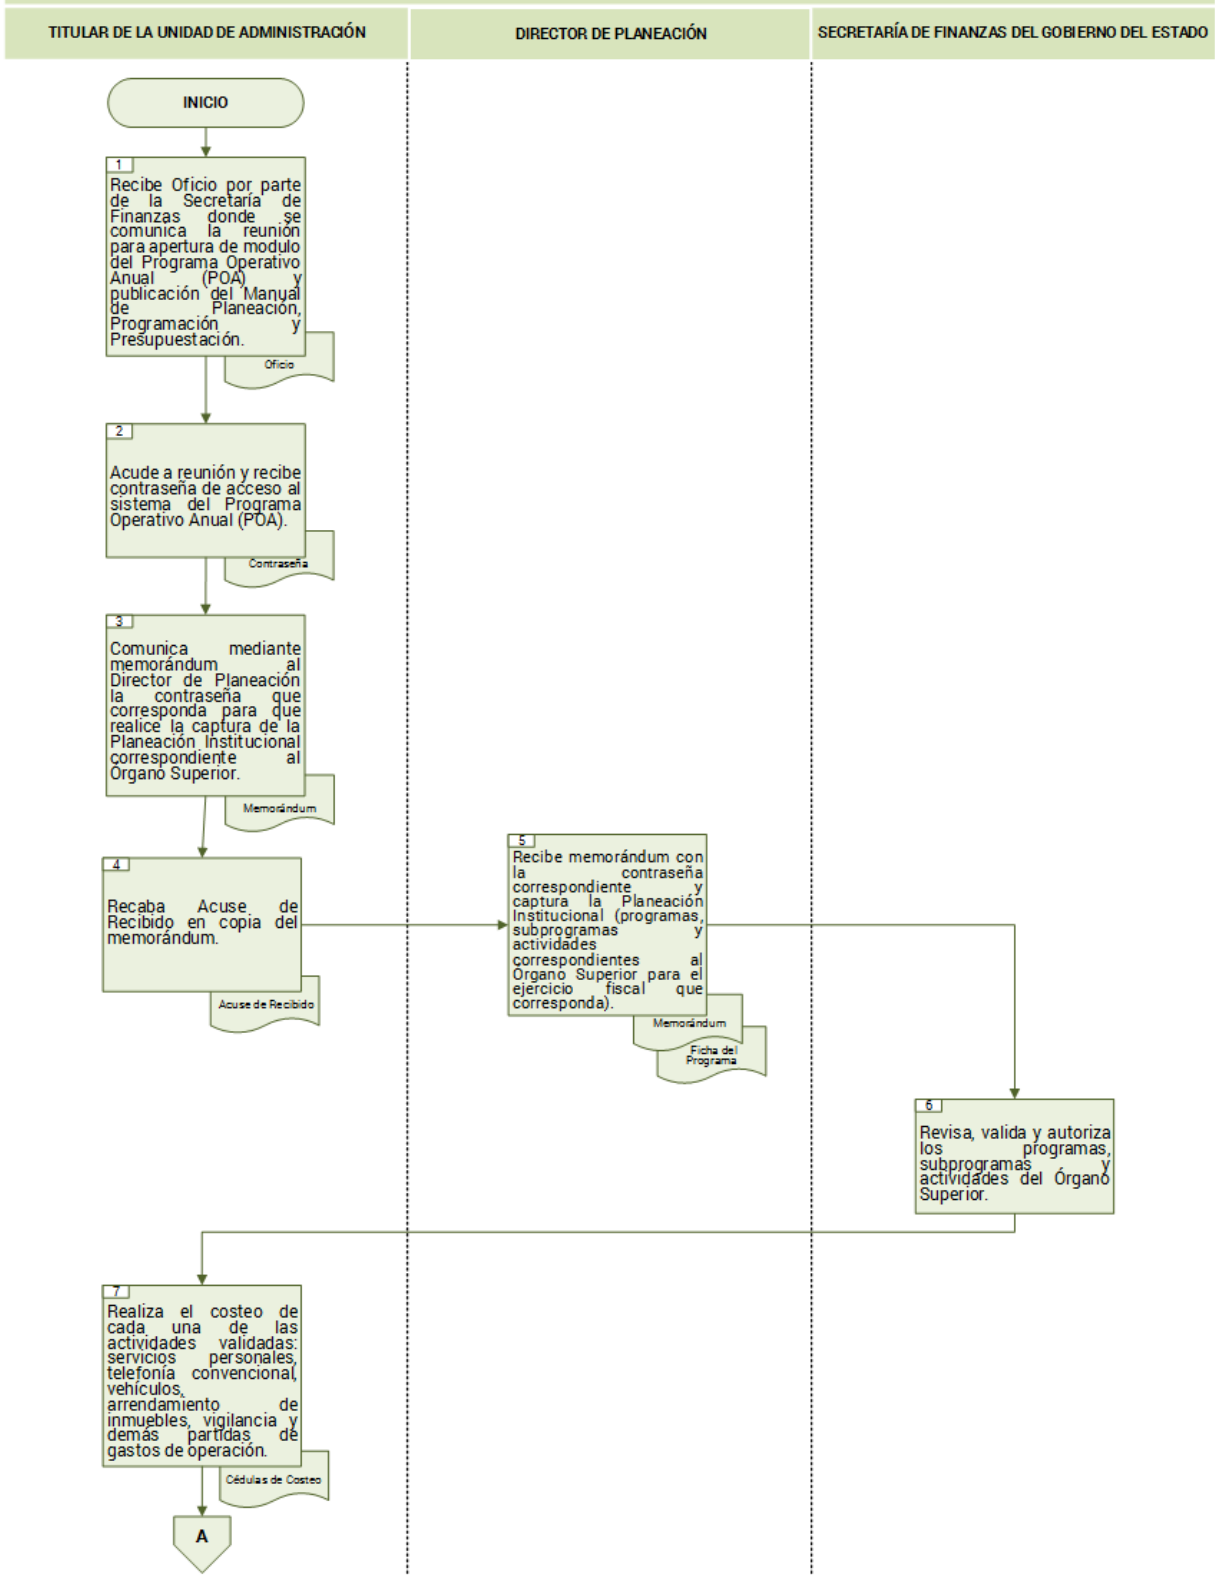 TITULAR DE LA UNIDAD DE ADMINISTRACIÓN
DIRECTOR DE PLANEACIÓN
SECRETARÍA DE FINANZAS DEL GOBIERNO DEL ESTADO
INICIO
1
Recibe Oficio por parte
de la Secretaría de
Finanzas donde se
comunica la reunión
para apertura de modulo
del Programa Operativo
Anual (POA) y
publicación del Manual
de Planeación,
Programación y
Presupuestación.
Oficio
2
Acude a reunión y recibe
contraseña de acceso al
sistema del Programa
Operativo Anual (POA).
Contraseña
3
Comunica mediante
memorándum al
Director de Planeación
la contraseña que
corresponda para que
realice la captura de la
Planeación Institucional
correspondiente al
Órgano Superior.
Memorándum
4
Recaba Acuse de
Recibido en copia del
memorándum.
Acuse de Recibido
5
Recibe memorándum con
la contraseña
correspondiente y
captura la Planeación
Institucional (programas,
subprogramas y
actividades
correspondientes al
Órgano Superior para el
ejercicio fiscal que
corresponda).
Memorándum
Ficha del
Programa
6
Revisa, valida y autoriza
los programas,
subprogramas y
actividades del Órgano
Superior.
7
Realiza el costeo de
cada una de las
actividades validadas:
servicios personales,
telefonía convencional,
vehículos,
arrendamiento de
inmuebles, vigilancia y
demás partidas de
gastos de operación.
Cédulas de Costeo
A